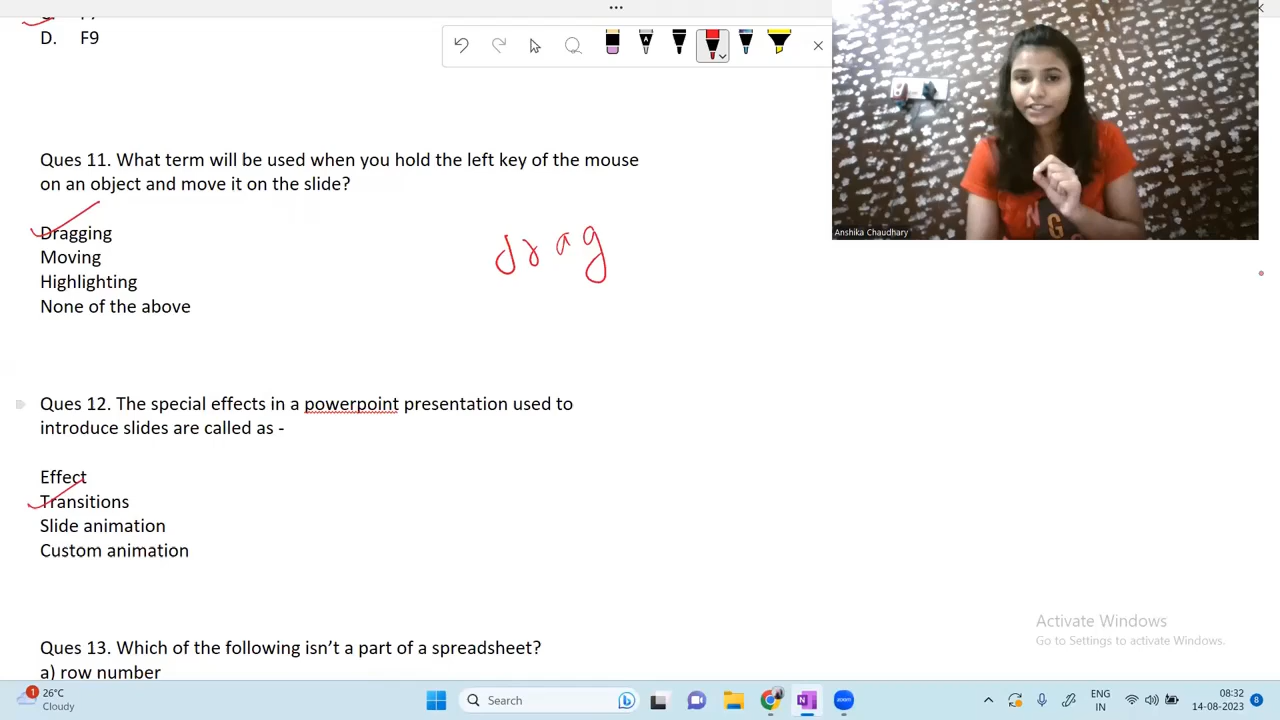 D. F9
Ques 11. What term will be used when you hold the left key of the mouse
on an object and move it on the slide?
Dragging
Moving
Highlighting
None of the above
drag
Anshika Chaudhary
Ques 12. The special effects in a powerpoint presentation used to
introduce slides are called as -
Effect
Transitions
Slide animation
Custom animation
Ques 13. Which of the following isn’t a part of a spreadsheet?
a) row number
Activate Windows
Go to Settings to activate Windows.
1
26°C
Cloudy
Search
zoom
ENG
IN
08:32
14-08-2023
8